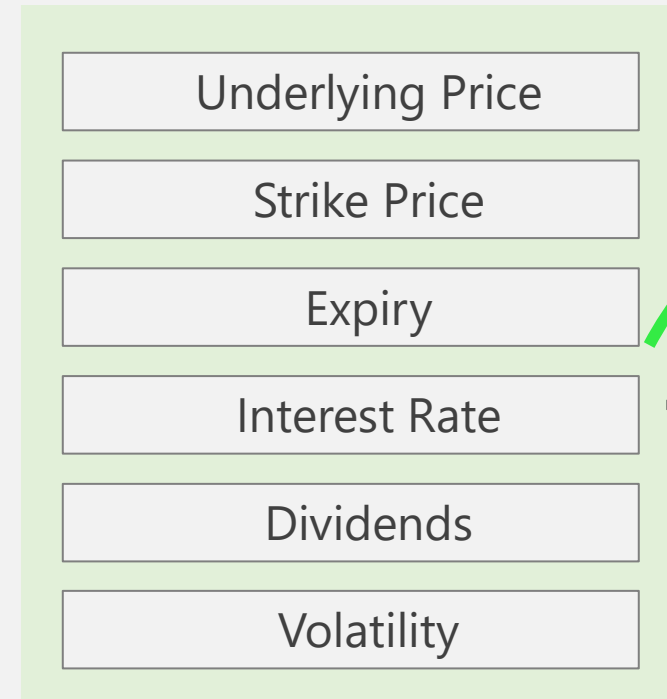 Underlying Price
Strike Price
Expiry
Interest Rate
Dividends
Volatility